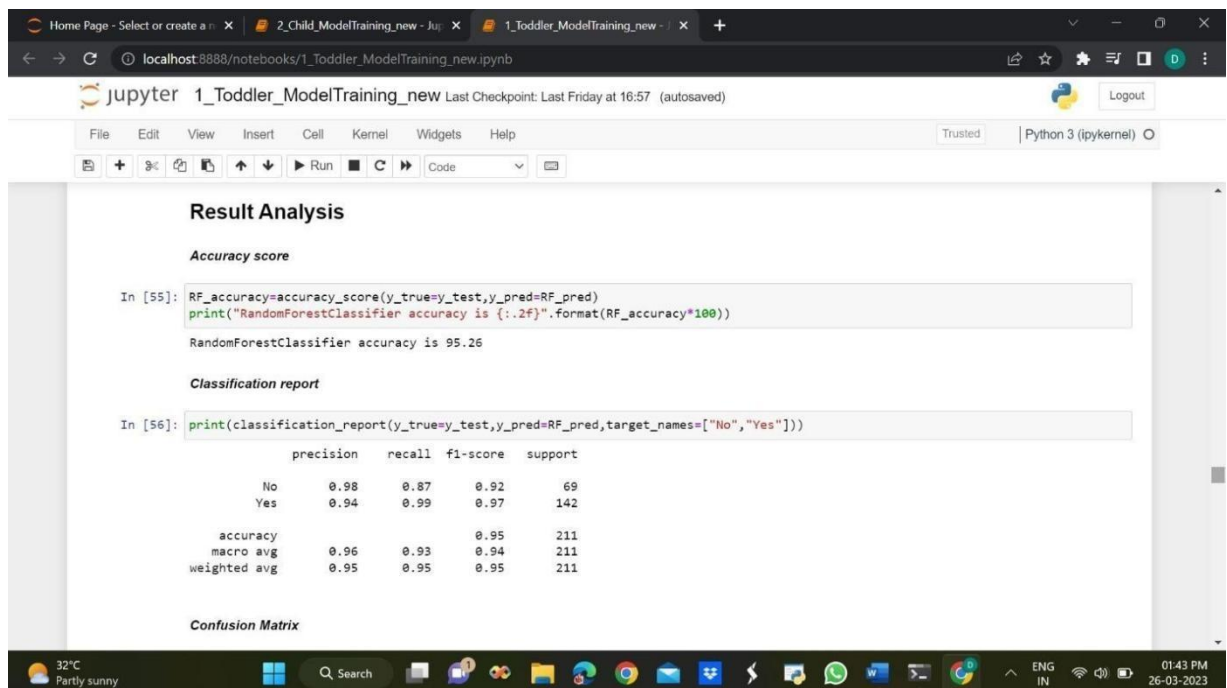 Home Page - Select or create a n
2_Child_ModelTraining_new - Jup
1_Toddler_ModelTraining_new - J
localhost:8888/notebooks/1_Toddler_ModelTraining_new.ipynb
D
jupyter 1_Toddler_ModelTraining_new Last Checkpoint: Last Friday at 16:57 (autosaved)
Logout
File Edit View Insert Cell Kernel Widgets Help
Trusted
Python 3 (ipykernel)
Run
Code
Result Analysis
Accuracy score
In [55]: RF_accuracy=accuracy_score(y_true=y_test,y_pred=RF_pred)
print("RandomForestClassifier accuracy is {:.2f}".format(RF_accuracy*100))
RandomForestClassifier accuracy is 95.26
Classification report
In [56]: print(classification_report(y_true=y_test,y_pred=RF_pred,target_names=["No","Yes"]))
precision recall f1-score support
No 0.98 0.87 0.92 69
Yes 0.94 0.99 0.97 142
accuracy 0.95 211
macro avg 0.96 0.93 0.94 211
weighted avg 0.95 0.95 0.95 211
Confusion Matrix
32°C
Partly sunny
Search
1
D
ENG
IN
01:43 PM
26-03-2023